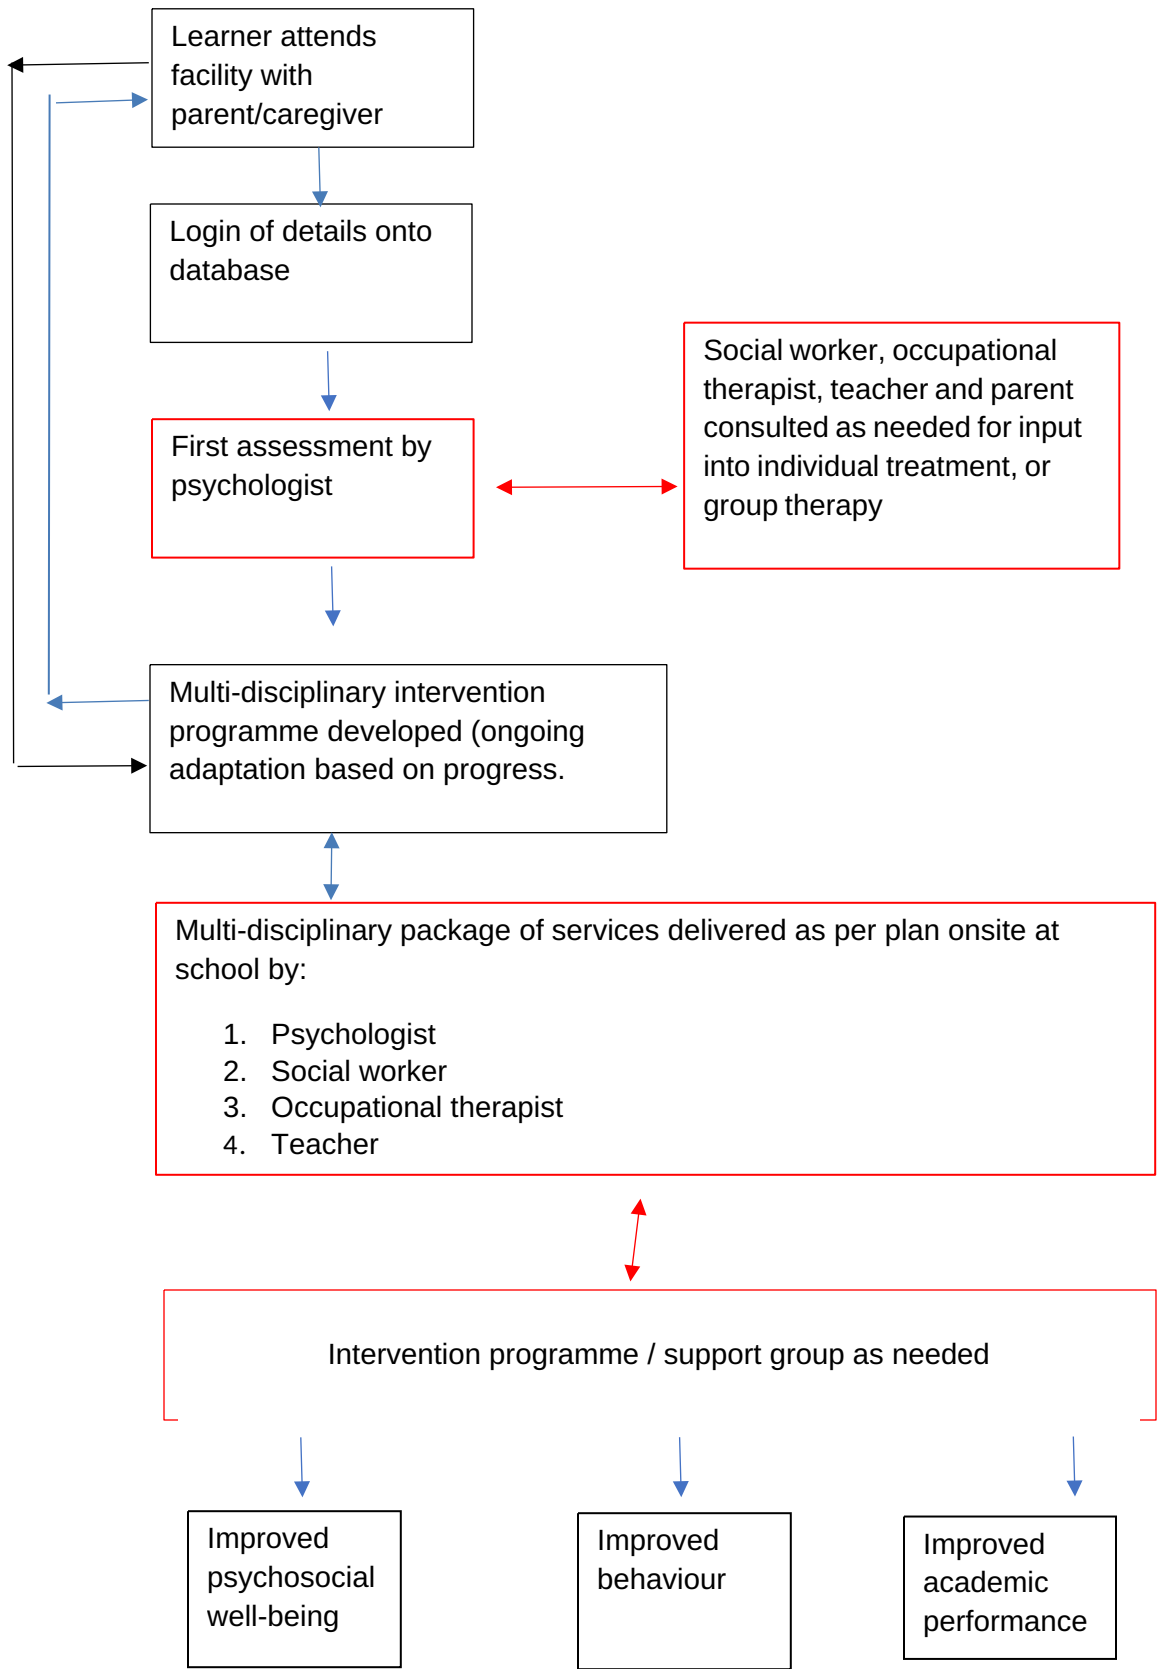 Learner attends
facility with
parent/caregiver
Login of details onto
database
First assessment by
psychologist
Social worker, occupational
therapist, teacher and parent
consulted as needed for input
into individual treatment, or
group therapy
Multi-disciplinary intervention
programme developed (ongoing
adaptation based on progress.
Multi-disciplinary package of services delivered as per plan onsite at
school by:
1. Psychologist
2. Social worker
3. Occupational therapist
4. Teacher
Intervention programme / support group as needed
Improved
psychosocial
well-being
Improved
behaviour
Improved
academic
performance